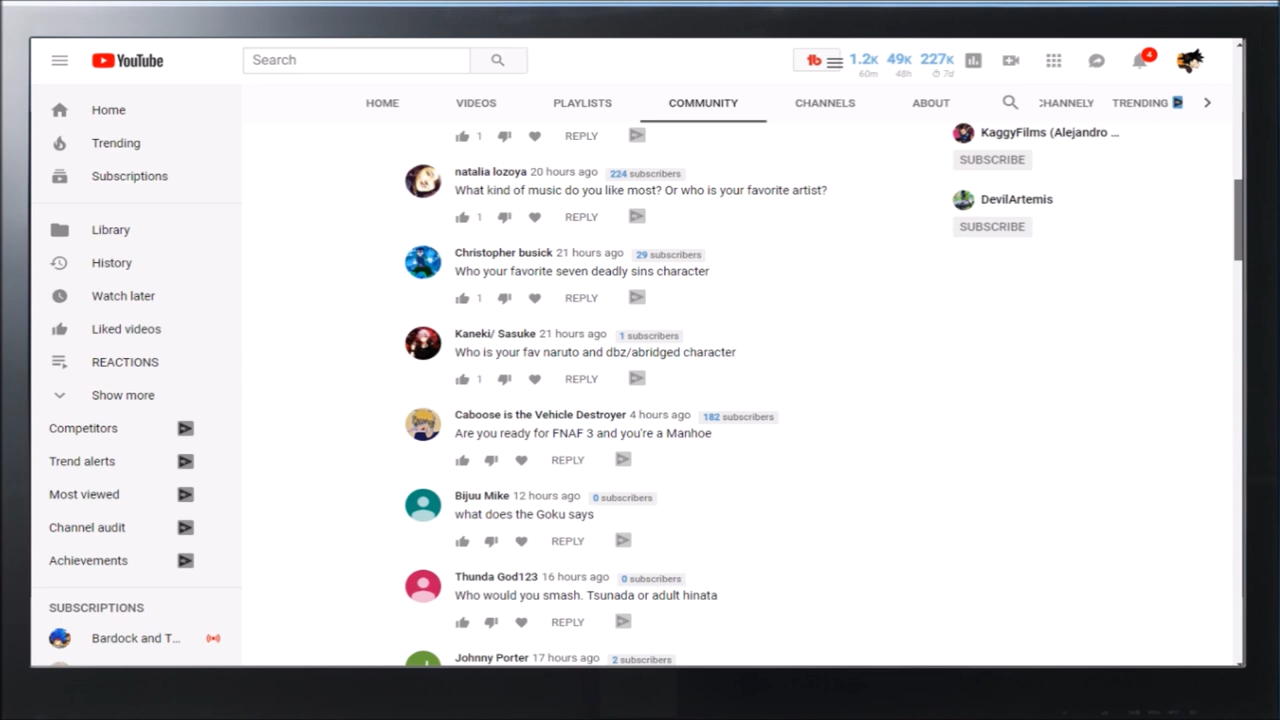 YouTube
Search
tb 1.2K 49K 227K 4
60m 48h 7d
HOME VIDEOS PLAYLISTS COMMUNITY CHANNELS ABOUT CHANNELY TRENDING
Home
Trending
Subscriptions
Library
History
Watch later
Liked videos
REACTIONS
Show more
Competitors
Trend alerts
Most viewed
Channel audit
Achievements
SUBSCRIPTIONS
Bardock and T...
1 REPLY
natalia lozoya 20 hours ago 224 subscribers
What kind of music do you like most? Or who is your favorite artist?
1 REPLY
Christopher busick 21 hours ago 29 subscribers
Who your favorite seven deadly sins character
1 REPLY
Kaneki/ Sasuke 21 hours ago 1 subscribers
Who is your fav naruto and dbz/abridged character
1 REPLY
Caboose is the Vehicle Destroyer 4 hours ago 182 subscribers
Are you ready for FNAF 3 and you're a Manhoe
REPLY
Bijuu Mike 12 hours ago 0 subscribers
what does the Goku says
REPLY
Thunda God123 16 hours ago 0 subscribers
Who would you smash. Tsunada or adult hinata
REPLY
Johnny Porter 17 hours ago 2 subscribers
KaggyFilms (Alejandro ...
SUBSCRIBE
DevilArtemis
SUBSCRIBE